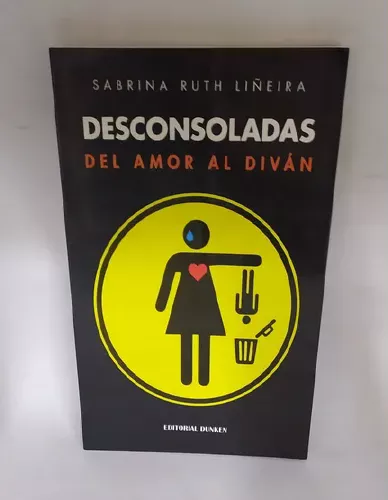 SABRINA RUTH LIÑEIRA
DESCONSOLADAS
DEL AMOR AL DIVÁN
EDITORIAL DUNKEN